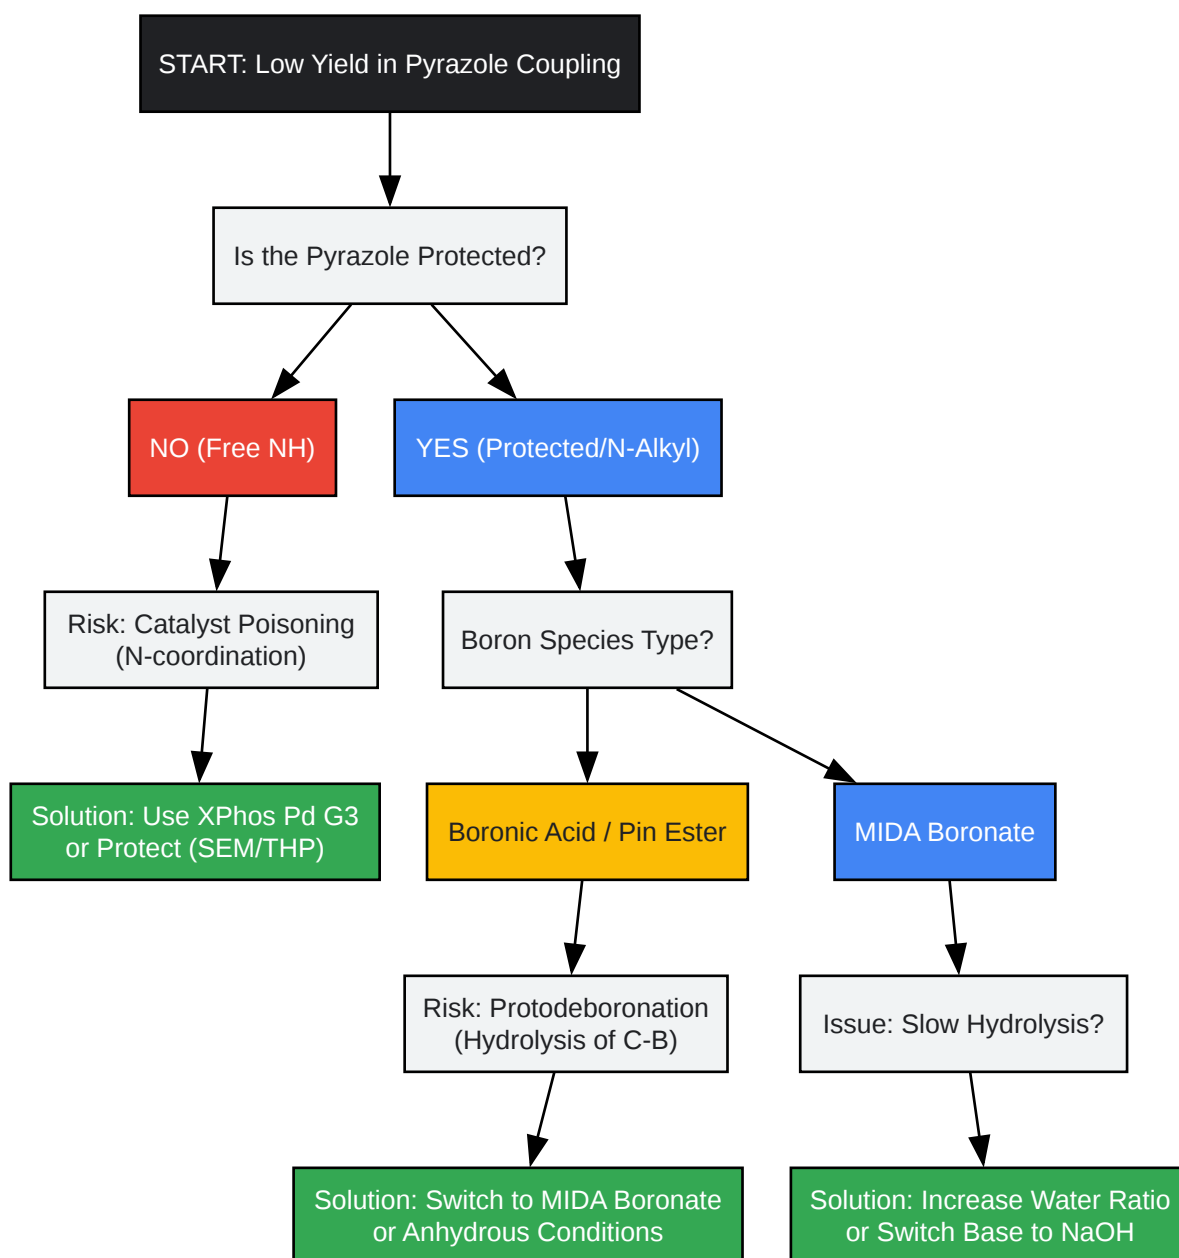 START: Low Yield in Pyrazole Coupling
Is the Pyrazole Protected?
NO (Free NH)
YES (Protected/N-Alkyl)
Risk: Catalyst Poisoning
(N-coordination)
Boron Species Type?
Solution: Use XPhos Pd G3
or Protect (SEM/THP)
Boronic Acid / Pin Ester
MIDA Boronate
Risk: Protodeboronation
(Hydrolysis of C-B)
Issue: Slow Hydrolysis?
Solution: Switch to MIDA Boronate
or Anhydrous Conditions
Solution: Increase Water Ratio
or Switch Base to NaOH